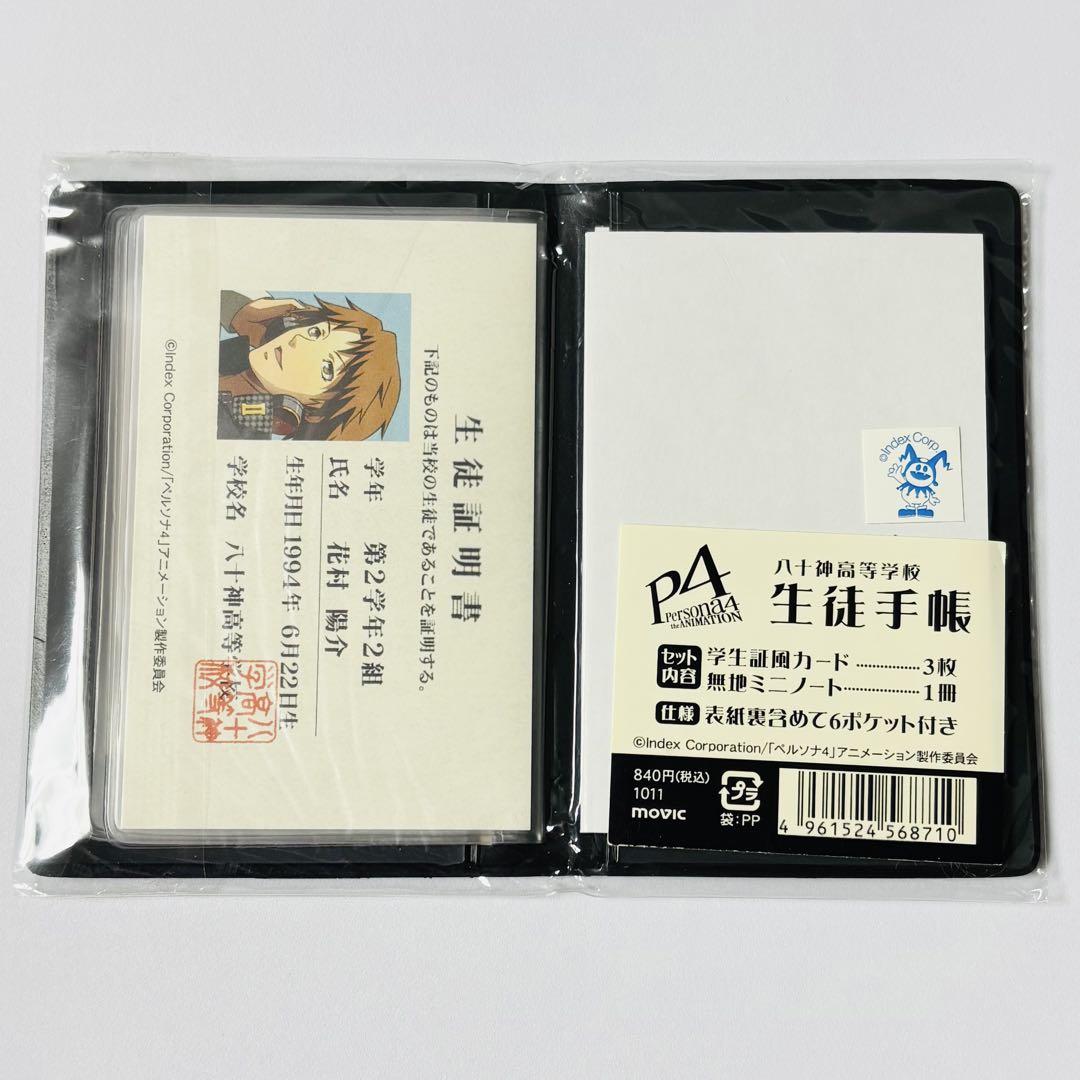 生徒証明書
下記のものは当校の生徒であることを証明する。
学年 第2学年2組
氏名 花村 陽介
生年月日1994年 6月22日生
学校名 八十神高等学校
八十神高等学校
©Index Corporation/「ペルソナ4」アニメーション製作委員会
II
©Index Corp.
P4
Persona4
the ANIMATION
八十神高等学校
生徒手帳
セット内容
学生証風カード ................ 3枚
無地ミニノート.................... 1冊
仕様 表紙裏含めて6ポケット付き
©Index Corporation/「ペルソナ4」アニメーション製作委員会
840円(税込)
1011
movic
プラ
袋:PP
4 961524 568710